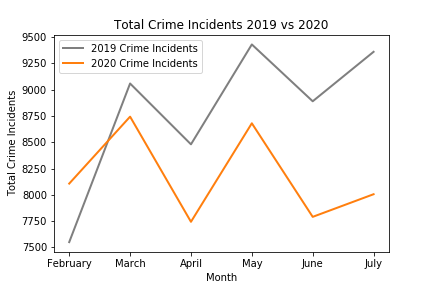 Total Crime Incidents 2019 vs 2020
2019 Crime Incidents
2020 Crime Incidents
Total Crime Incidents
9500
9250
9000
8750
8500
8250
8000
7750
7500
February March April May June July
Month